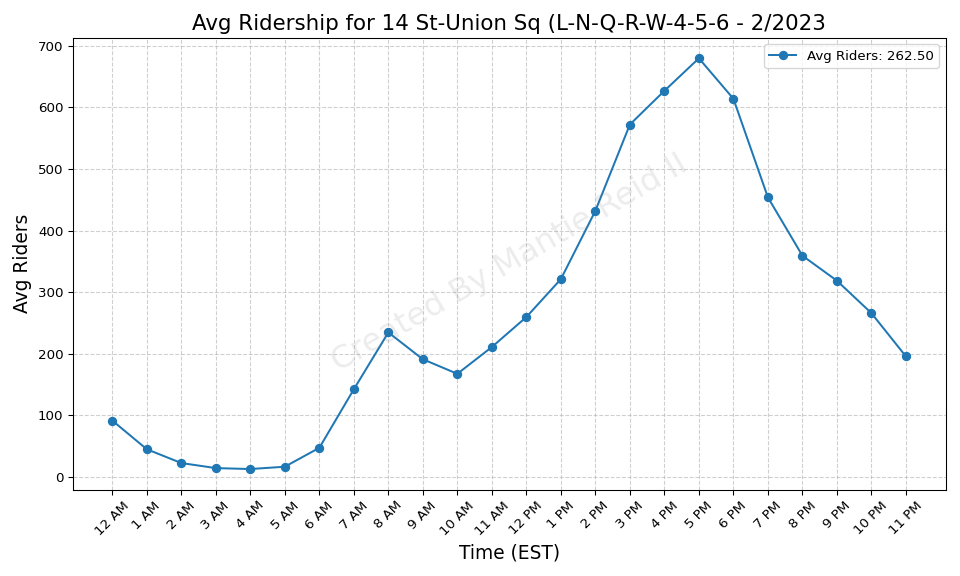 Avg Ridership for 14 St-Union Sq (L-N-Q-R-W-4-5-6 - 2/2023
Avg Riders: 262.50
700
600
500
400
300
200
100
0
Avg Riders
Created By Mantie Reid II
12 AM
1 AM
2 AM
3 AM
4 AM
5 AM
6 AM
7 AM
8 AM
9 AM
10 AM
11 AM
12 PM
1 PM
2 PM
3 PM
4 PM
5 PM
6 PM
7 PM
8 PM
9 PM
10 PM
11 PM
Time (EST)